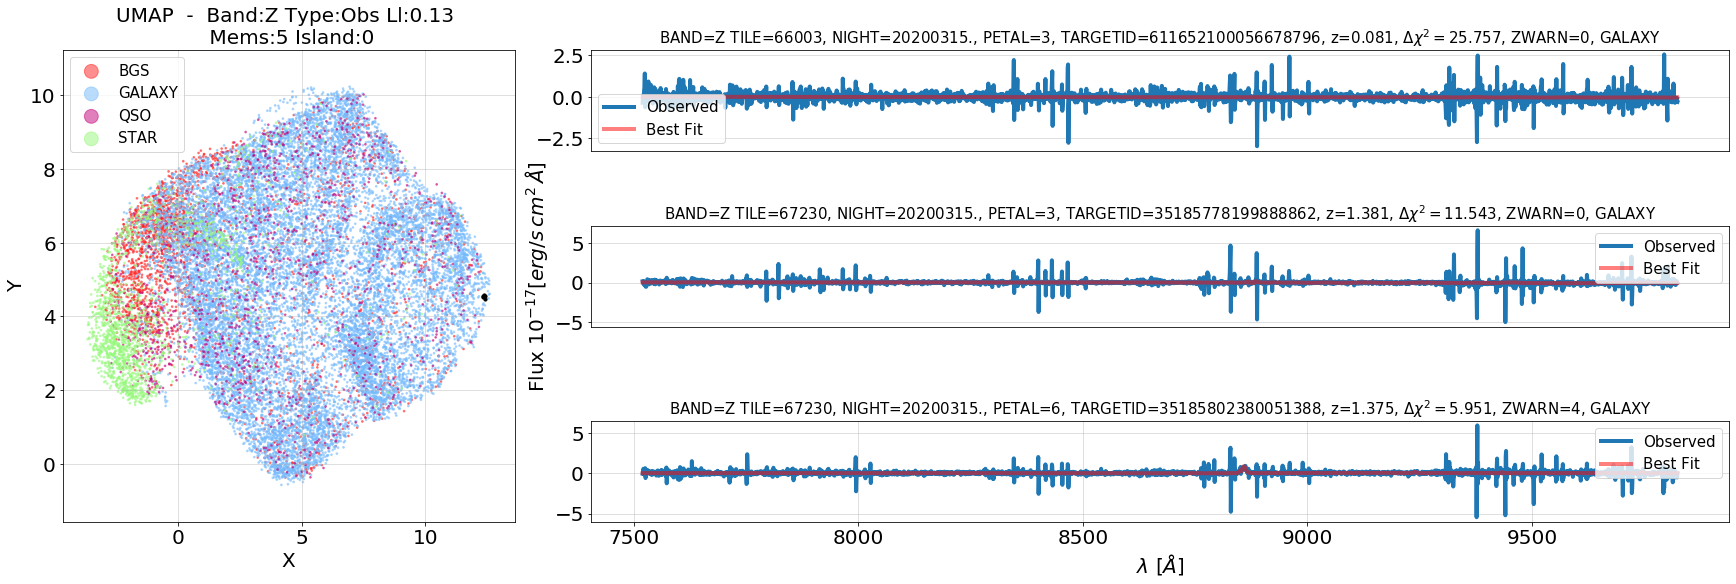 UMAP  -  Band:Z Type:Obs Ll:0.13
Mems:5 Island:0
BGS
GALAXY
QSO
STAR
10
8
6
4
2
0
Y
0
5
10
X
Flux 10^{-17}[erg/s cm^2 Å]
BAND=Z TILE=66003, NIGHT=20200315., PETAL=3, TARGETID=611652100056678796, z=0.081, Δχ² = 25.757, ZWARN=0, GALAXY
2.5
0.0
−2.5
Observed
Best Fit
BAND=Z TILE=67230, NIGHT=20200315., PETAL=3, TARGETID=35185778199888862, z=1.381, Δχ² = 11.543, ZWARN=0, GALAXY
5
0
−5
Observed
Best Fit
BAND=Z TILE=67230, NIGHT=20200315., PETAL=6, TARGETID=35185802380051388, z=1.375, Δχ² = 5.951, ZWARN=4, GALAXY
5
0
−5
Observed
Best Fit
7500
8000
8500
9000
9500
λ [Å]